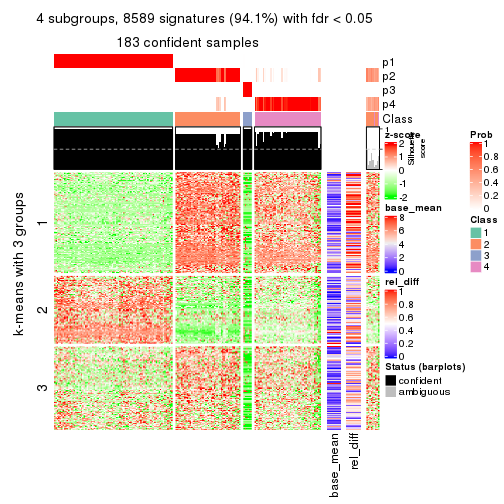 4 subgroups, 8589 signatures (94.1%) with fdr < 0.05
183 confident samples
p1
p2
p3
p4
Class
z-score
2
1
0
-1
-2
Silhouette
score
1
Prob
1
0.8
0.6
0.4
0.2
0
base_mean
8
6
4
2
0
Class
1
2
3
4
rel_diff
1
0.8
0.6
0.4
0.2
0
Status (barplots)
confident
ambiguous
k-means with 3 groups
1
2
3
base_mean
rel_diff